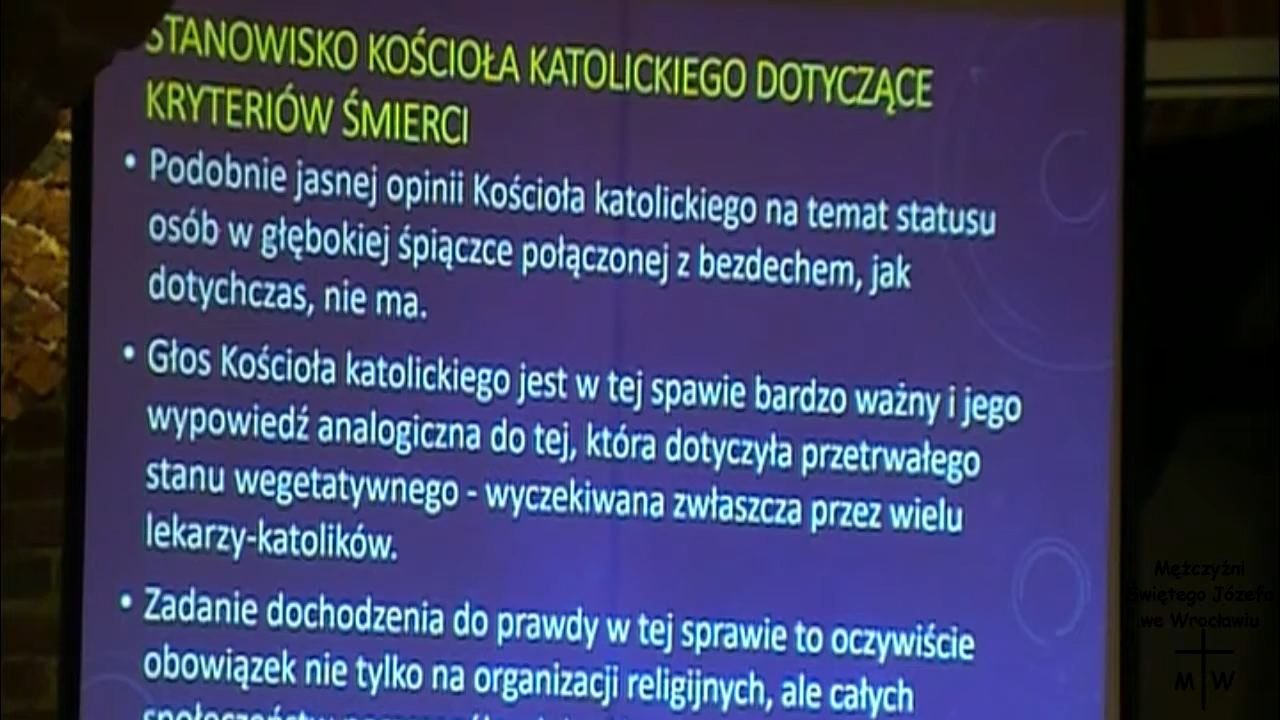 STANOWISKO KOŚCIOŁA KATOLICKIEGO DOTYCZĄCE
KRYTERIÓW ŚMIERCI
• Podobnie jasnej opinii Kościoła katolickiego na temat statusu
osób w głębokiej śpiączce połączonej z bezdechem, jak
dotychczas, nie ma.
• Głos Kościoła katolickiego jest w tej spawie bardzo ważny i jego
wypowiedź analogiczna do tej, która dotyczyła przetrwałego
stanu wegetatywnego - wyczekiwana zwłaszcza przez wielu
lekarzy-katolików.
• Zadanie dochodzenia do prawdy w tej sprawie to oczywiście
obowiązek nie tylko na organizacji religijnych, ale całych
Mężczyźni
Świętego Józefa
we Wrocławiu
M W